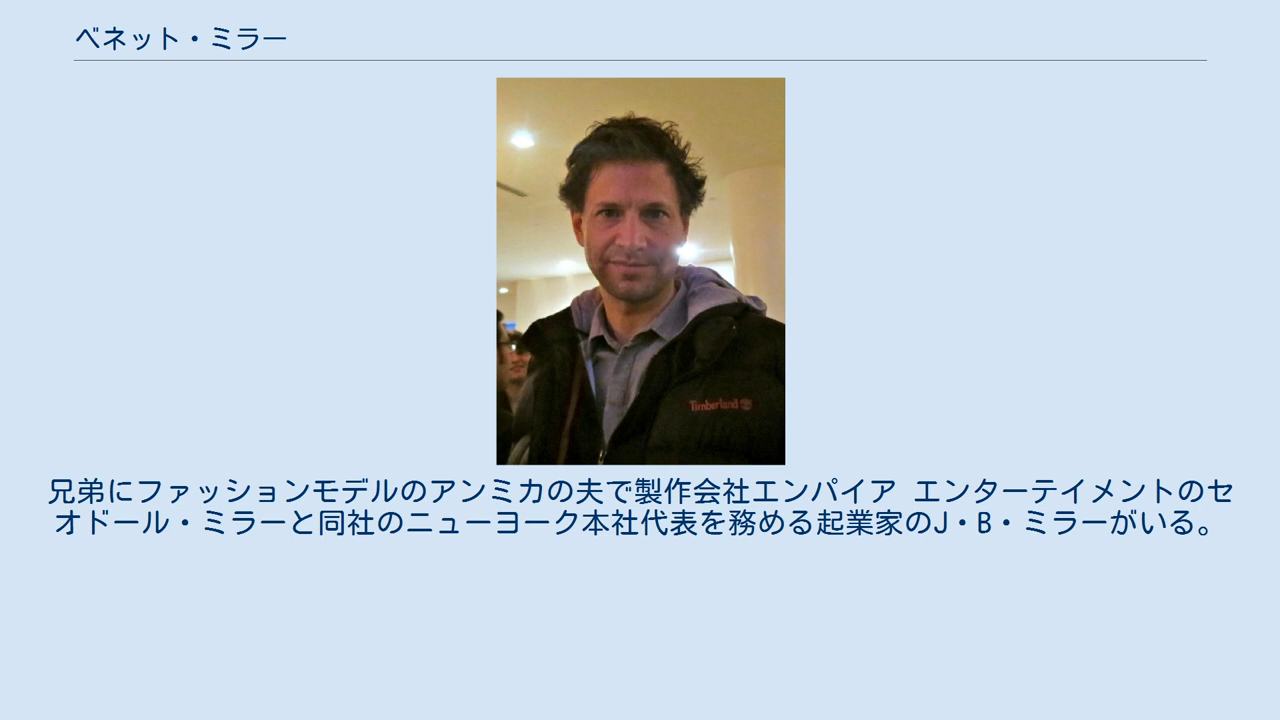 ベネット・ミラー
Timberland
兄弟にファッションモデルのアンミカの夫で製作会社エンパイア エンターテイメントのセ
オドール・ミラーと同社のニューヨーク本社代表を務める起業家のJ・B・ミラーがいる。